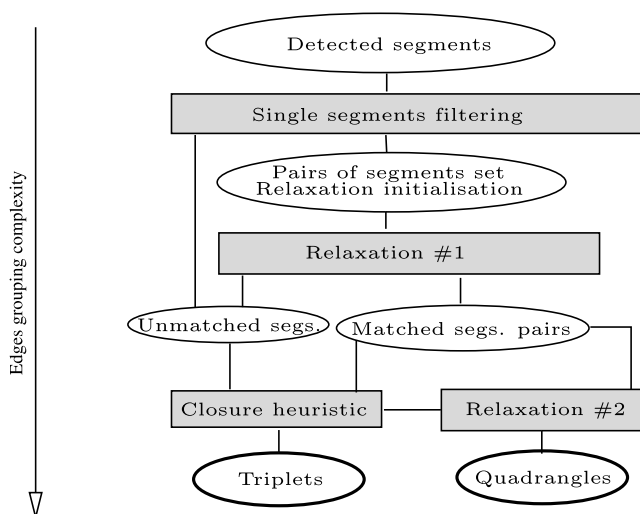 Detected segments
Single segments filtering
Pairs of segments set
Relaxation initialisation
Relaxation #1
Unmatched segs.
Matched segs. pairs
Closure heuristic
Relaxation #2
Triplets
Quadrangles
Edges grouping complexity